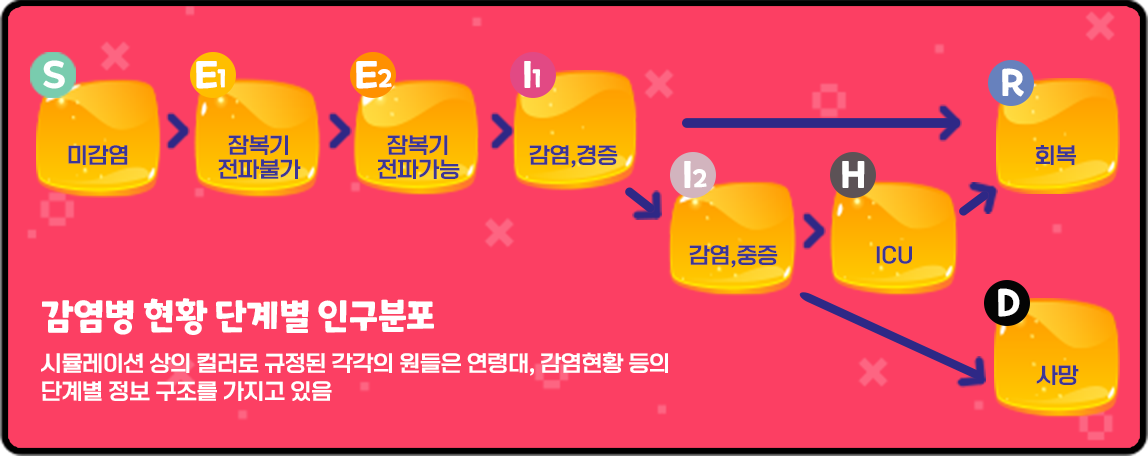 S
미감염
E1
잠복기
전파불가
E2
잠복기
전파가능
I1
감염,경증
I2
감염,중증
H
ICU
R
회복
D
사망
감염병 현황 단계별 인구분포
시뮬레이션 상의 컬러로 규정된 각각의 원들은 연령대, 감염현황 등의
단계별 정보 구조를 가지고 있음